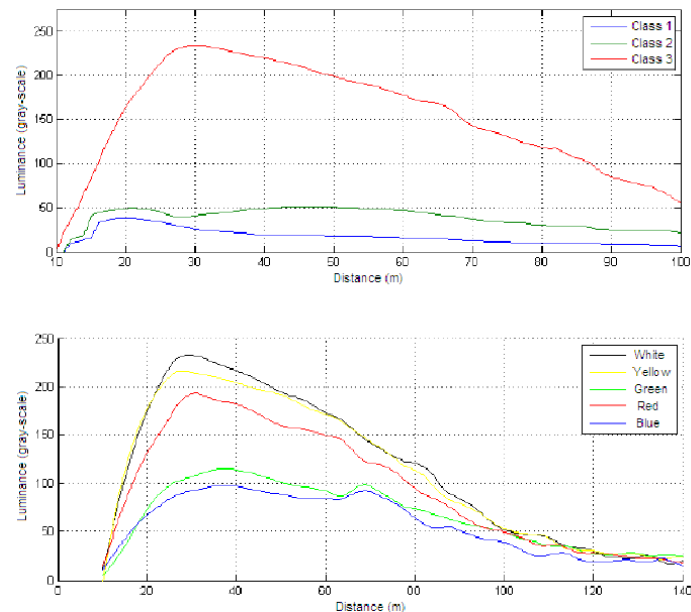 250
200
150
100
50
0
Luminance (gray-scale)
10 20 30 40 50 60 70 80 90 100
Distance (m)
Class 1
Class 2
Class 3
250
200
150
100
50
0
Luminance (gray-scale)
0 20 40 60 80 100 120 140
Distance (m)
White
Yellow
Green
Red
Blue